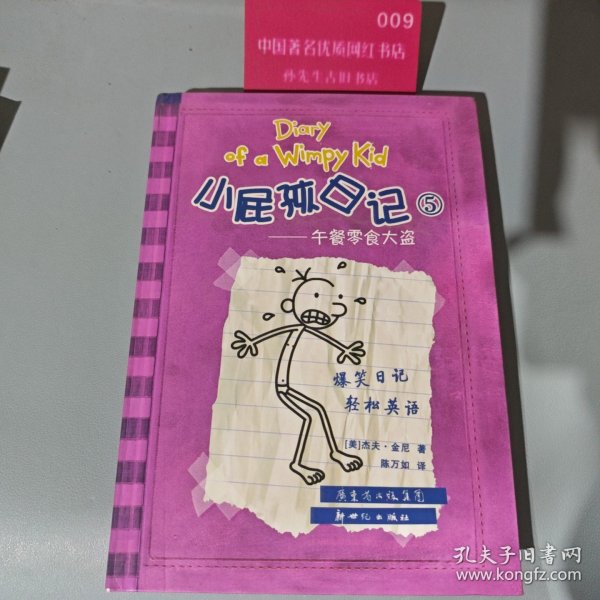 009
中国著名优质网红书店
孙先生古旧书店
Diary
of a Wimpy Kid
小屁孩日记⑤
——午餐零食大盗
爆笑日记
轻松英语
[美]杰夫·金尼 著
陈万如 译
广东省出版集团
新世纪出版社
孔夫子旧书网
www.kongfz.com